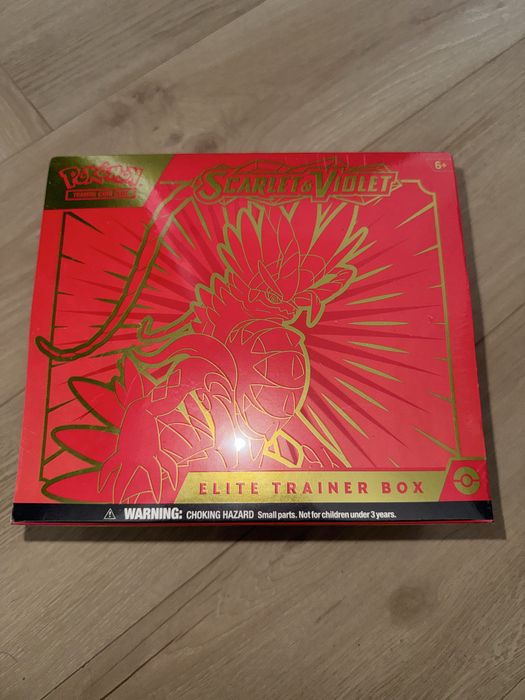 Pokémon
TRADING CARD GAME
6+
SCARLET & VIOLET
ELITE TRAINER BOX
WARNING: CHOKING HAZARD Small parts. Not for children under 3 years.